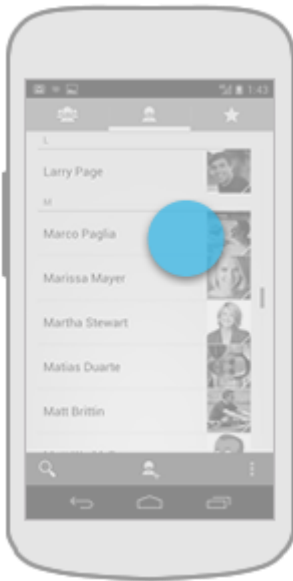 1:43
L
Larry Page
M
Marco Paglia
Marissa Mayer
Martha Stewart
Matias Duarte
Matt Brittin